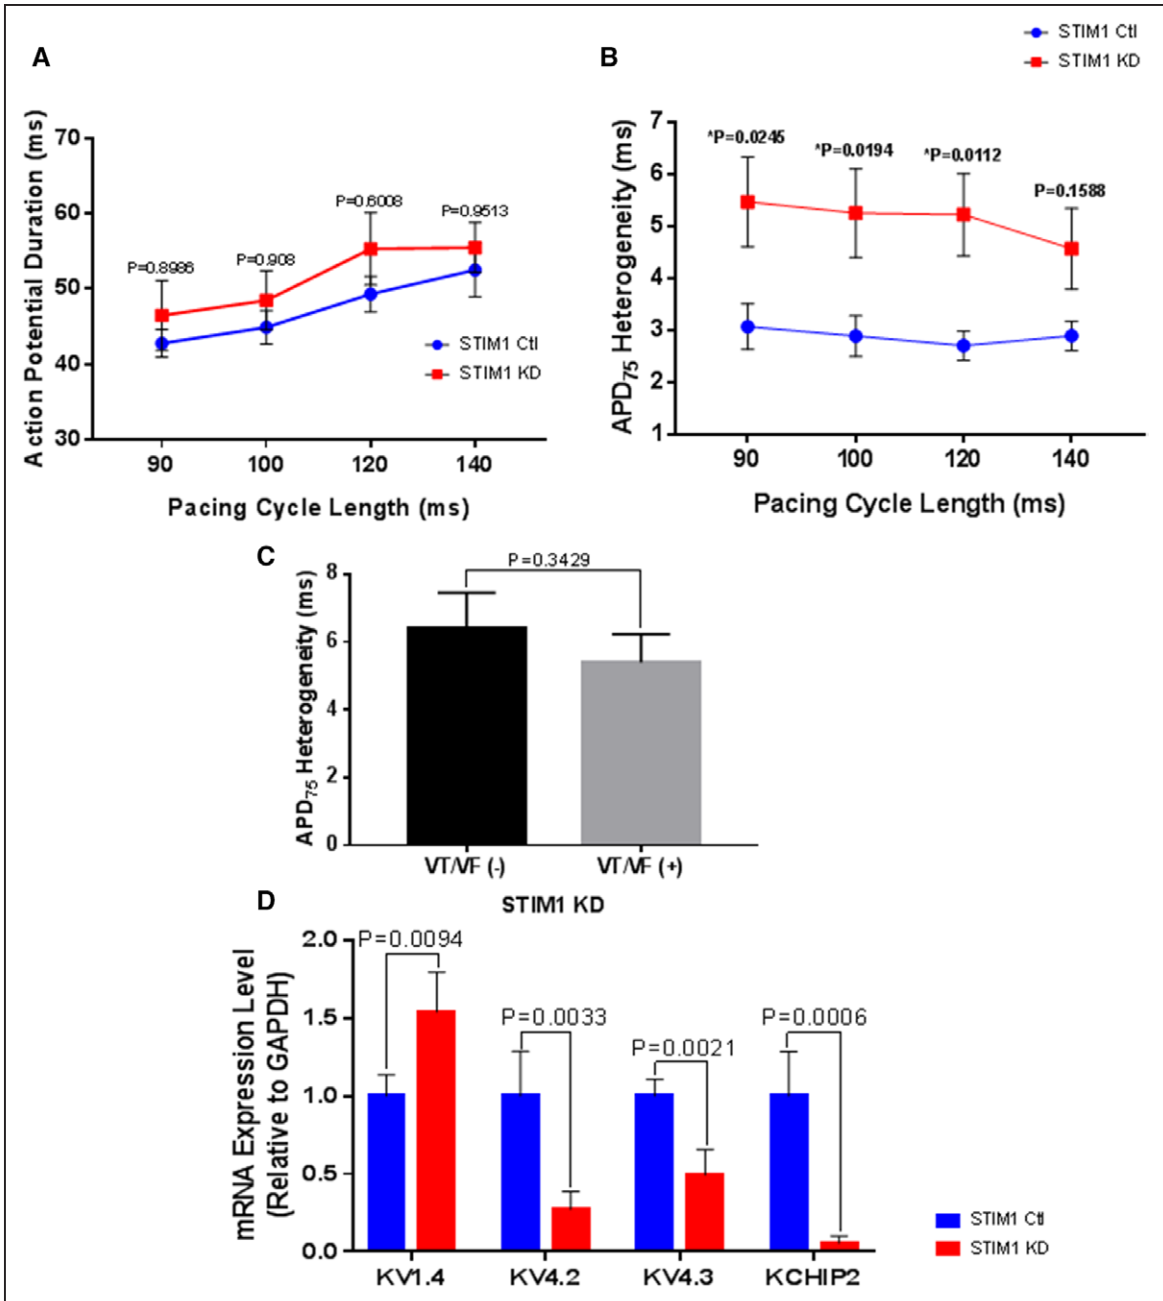 A
Action Potential Duration (ms)
70
60
50
40
30
P=0.8986
P=0.908
P=0.6008
P=0.9513
STIM1 Ctl
STIM1 KD
90 100 120 140
Pacing Cycle Length (ms)
B
STIM1 Ctl
STIM1 KD
APD75 Heterogeneity (ms)
7
6
5
4
3
2
1
*P=0.0245
*P=0.0194
*P=0.0112
P=0.1588
90 100 120 140
Pacing Cycle Length (ms)
C
APD75 Heterogeneity (ms)
8
6
4
2
0
P=0.3429
VT/VF (-) VT/VF (+)
STIM1 KD
D
mRNA Expression Level
(Relative to GAPDH)
2.0
1.5
1.0
0.5
0.0
P=0.0094
P=0.0033
P=0.0021
P=0.0006
KV1.4 KV4.2 KV4.3 KCHIP2
STIM1 Ctl
STIM1 KD